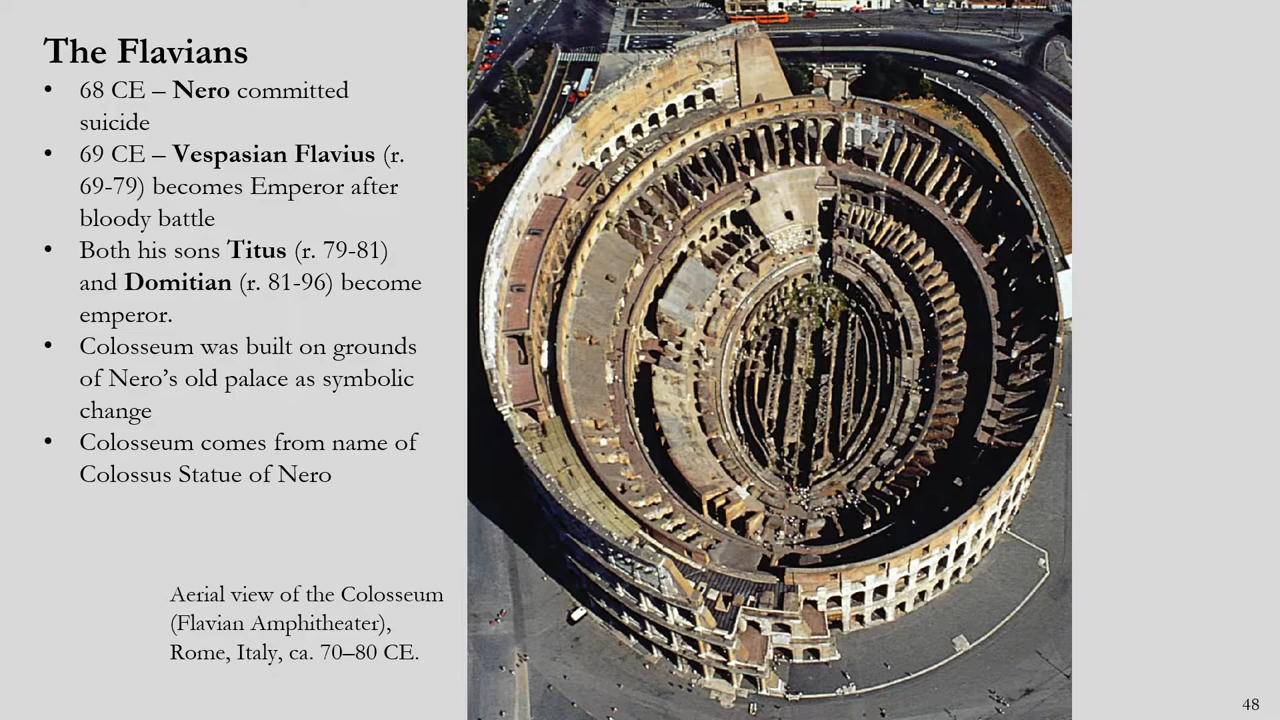 The Flavians
• 68 CE – Nero committed
suicide
• 69 CE – Vespasian Flavius (r.
69-79) becomes Emperor after
bloody battle
• Both his sons Titus (r. 79-81)
and Domitian (r. 81-96) become
emperor.
• Colosseum was built on grounds
of Nero’s old palace as symbolic
change
• Colosseum comes from name of
Colossus Statue of Nero
Aerial view of the Colosseum
(Flavian Amphitheater),
Rome, Italy, ca. 70–80 CE.
48